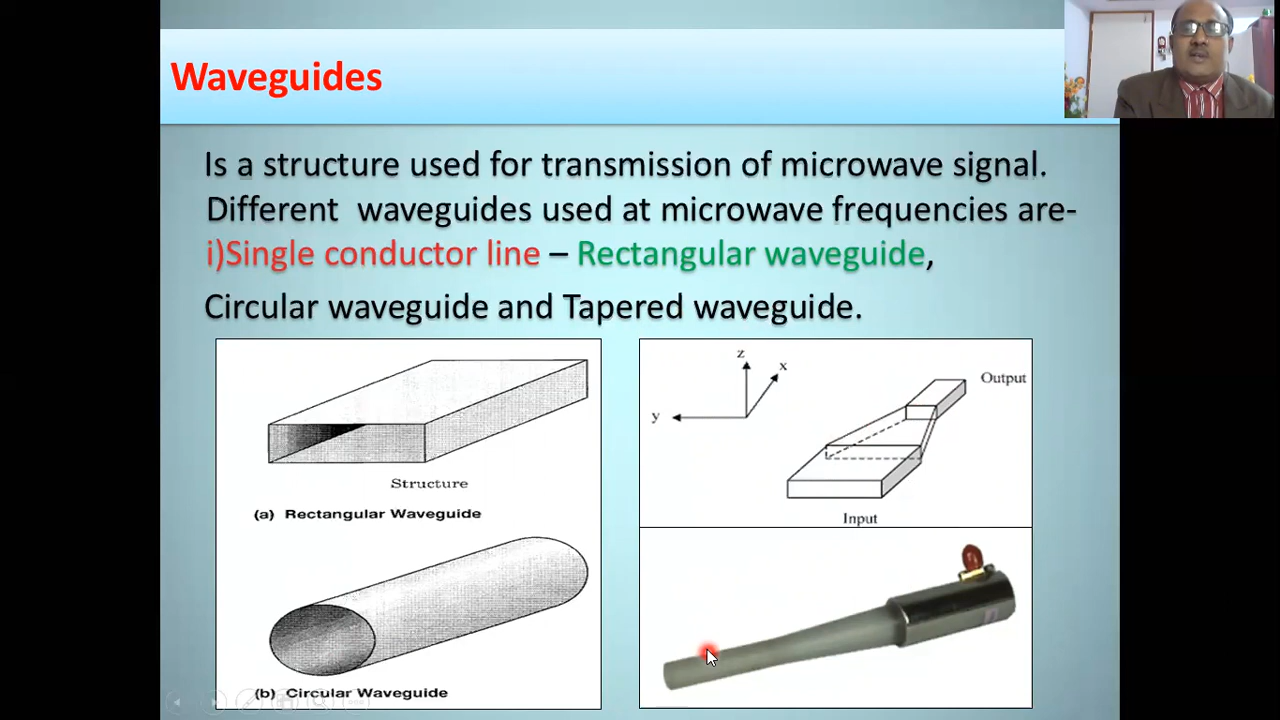 Waveguides
Is a structure used for transmission of microwave signal.
Different waveguides used at microwave frequencies are-
i)Single conductor line – Rectangular waveguide,
Circular waveguide and Tapered waveguide.
Structure
(a) Rectangular Waveguide
(b) Circular Waveguide
z
x
y
Output
Input